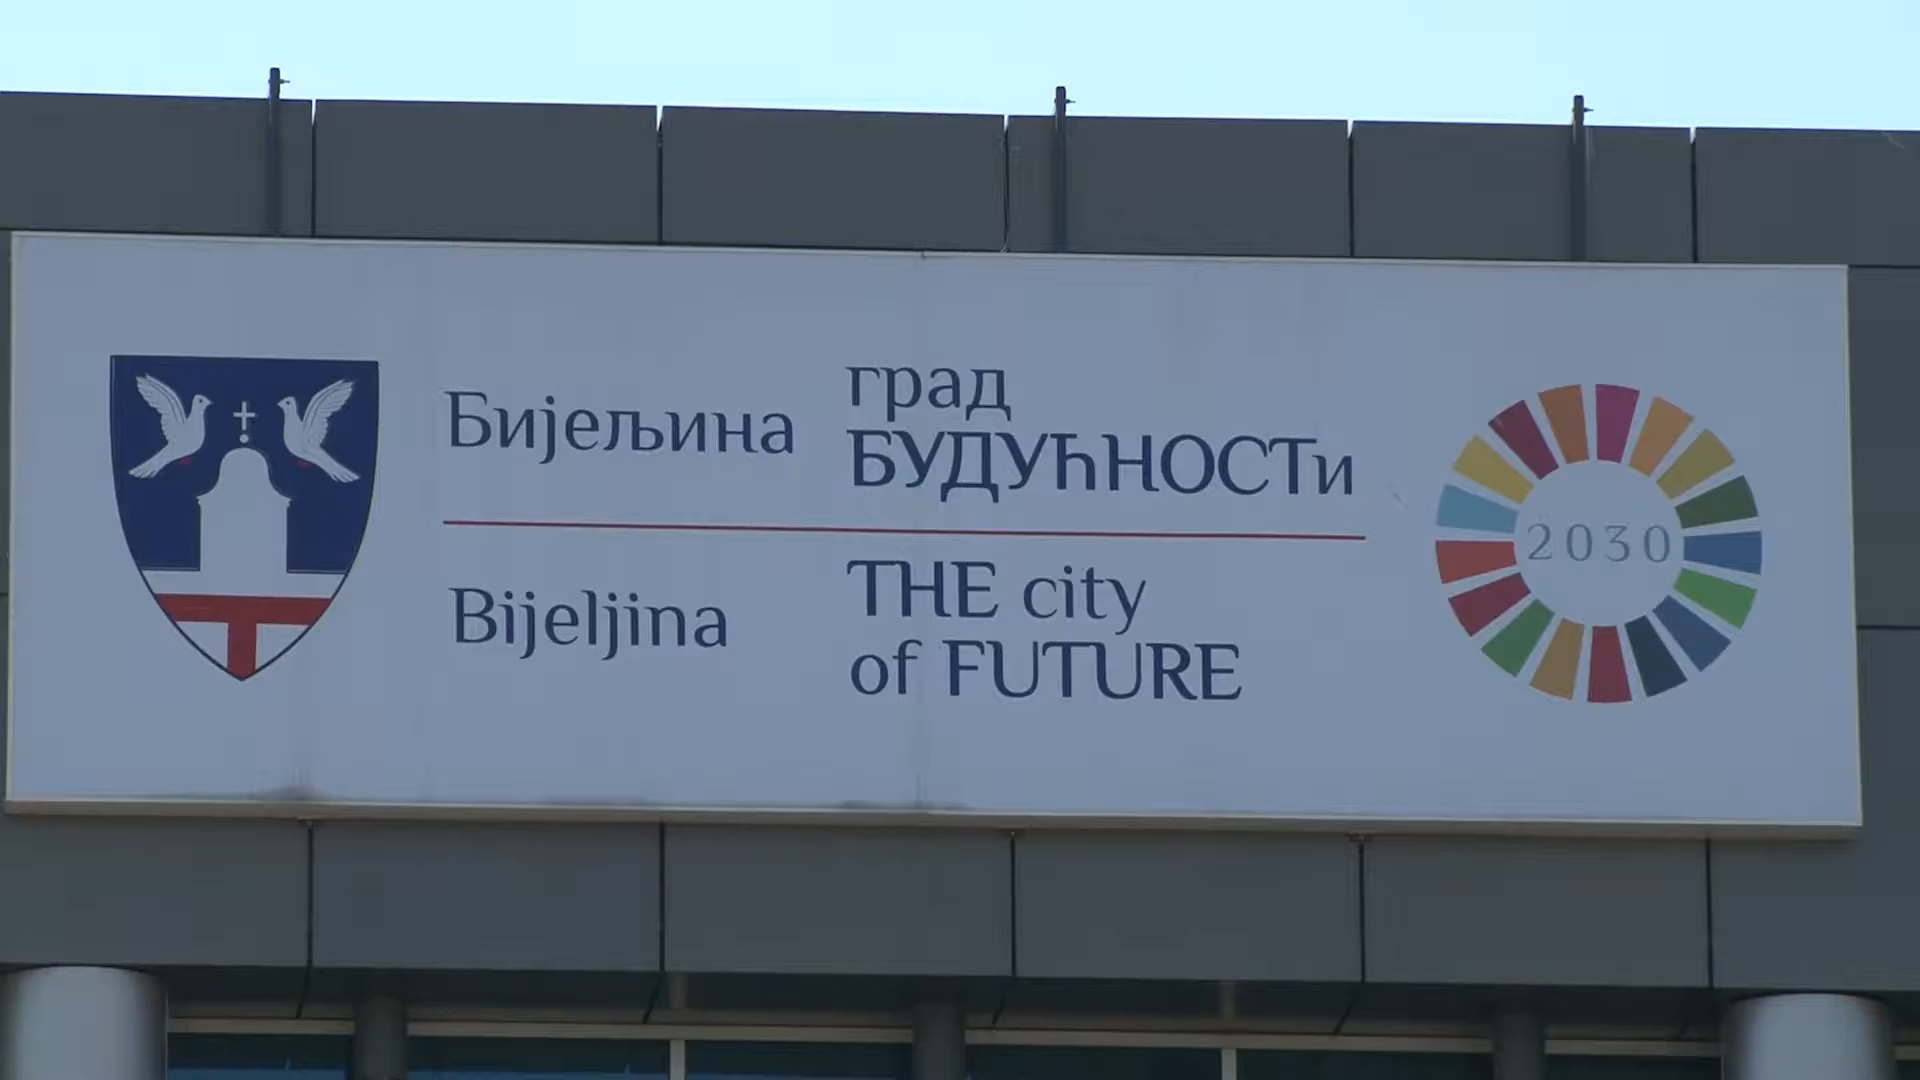 Бијељина
град
БУДУћНОСТи
Bijeljina
THE city
of FUTURE
2030